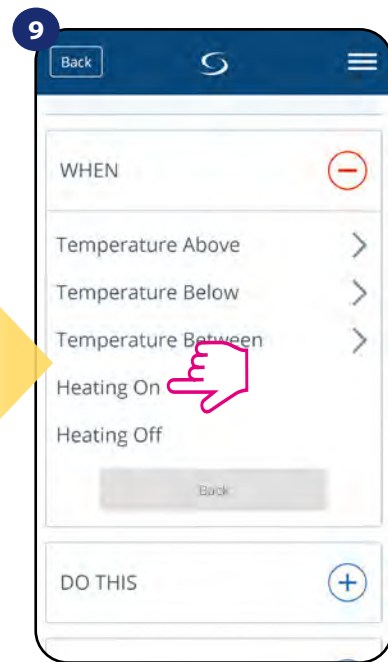 9
Back
WHEN
Temperature Above
Temperature Below
Temperature Between
Heating On
Heating Off
Back
DO THIS